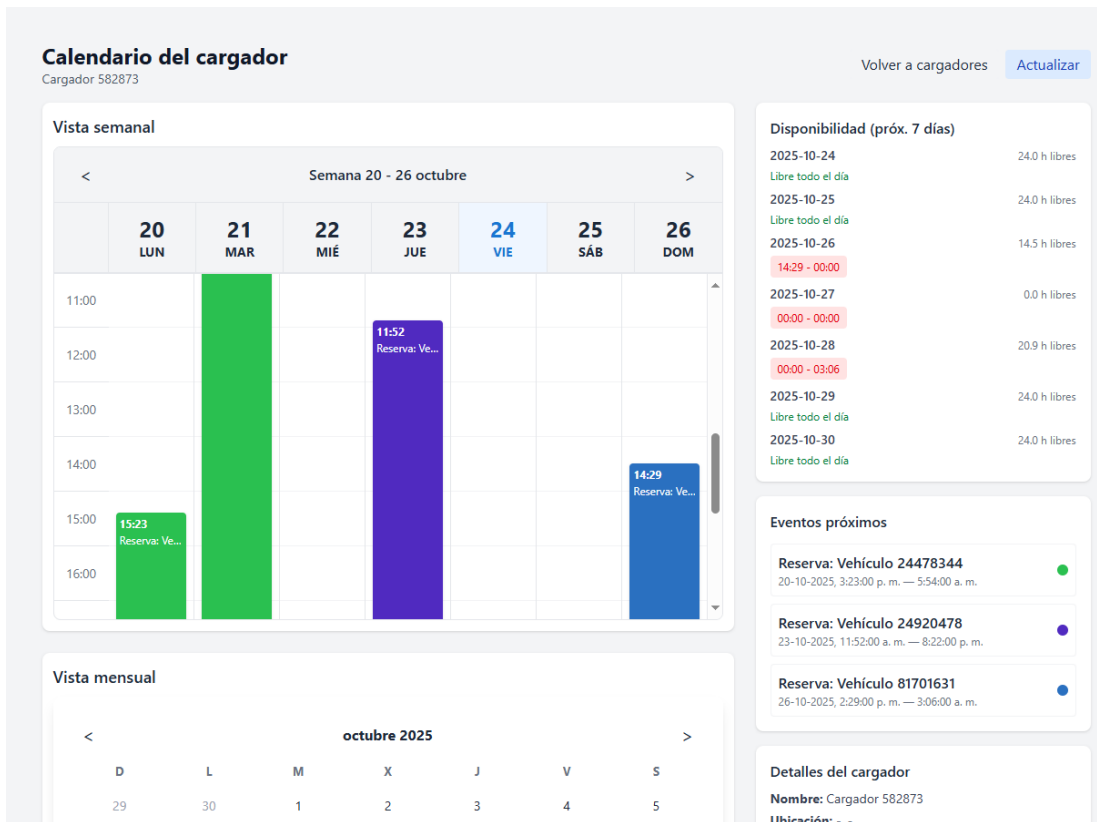 Calendario del cargador
Cargador 582873
Volver a cargadores
Actualizar
Vista semanal
< Semana 20 - 26 octubre >
20 21 22 23 24 25 26
LUN MAR MIÉ JUE VIE SÁB DOM
11:00
12:00
13:00
14:00
15:00
16:00
15:23
Reserva: Ve...
11:52
Reserva: Ve...
14:29
Reserva: Ve...
Vista mensual
< octubre 2025 >
D L M X J V S
29 30 1 2 3 4 5
Disponibilidad (próx. 7 días)
2025-10-24 24.0 h libres
Libre todo el día
2025-10-25 24.0 h libres
Libre todo el día
2025-10-26 14.5 h libres
14:29 - 00:00
2025-10-27 0.0 h libres
00:00 - 00:00
2025-10-28 20.9 h libres
00:00 - 03:06
2025-10-29 24.0 h libres
Libre todo el día
2025-10-30 24.0 h libres
Libre todo el día
Eventos próximos
Reserva: Vehículo 24478344
20-10-2025, 3:23:00 p. m. — 5:54:00 a. m.
Reserva: Vehículo 24920478
23-10-2025, 11:52:00 a. m. — 8:22:00 p. m.
Reserva: Vehículo 81701631
26-10-2025, 2:29:00 p. m. — 3:06:00 a. m.
Detalles del cargador
Nombre: Cargador 582873
Ubicación: - -